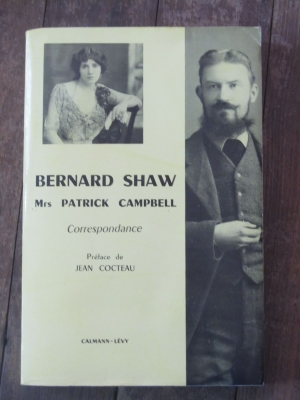 BERNARD SHAW
Mrs PATRICK CAMPBELL
Correspondance
Préface de
JEAN COCTEAU
CALMANN-LÉVY